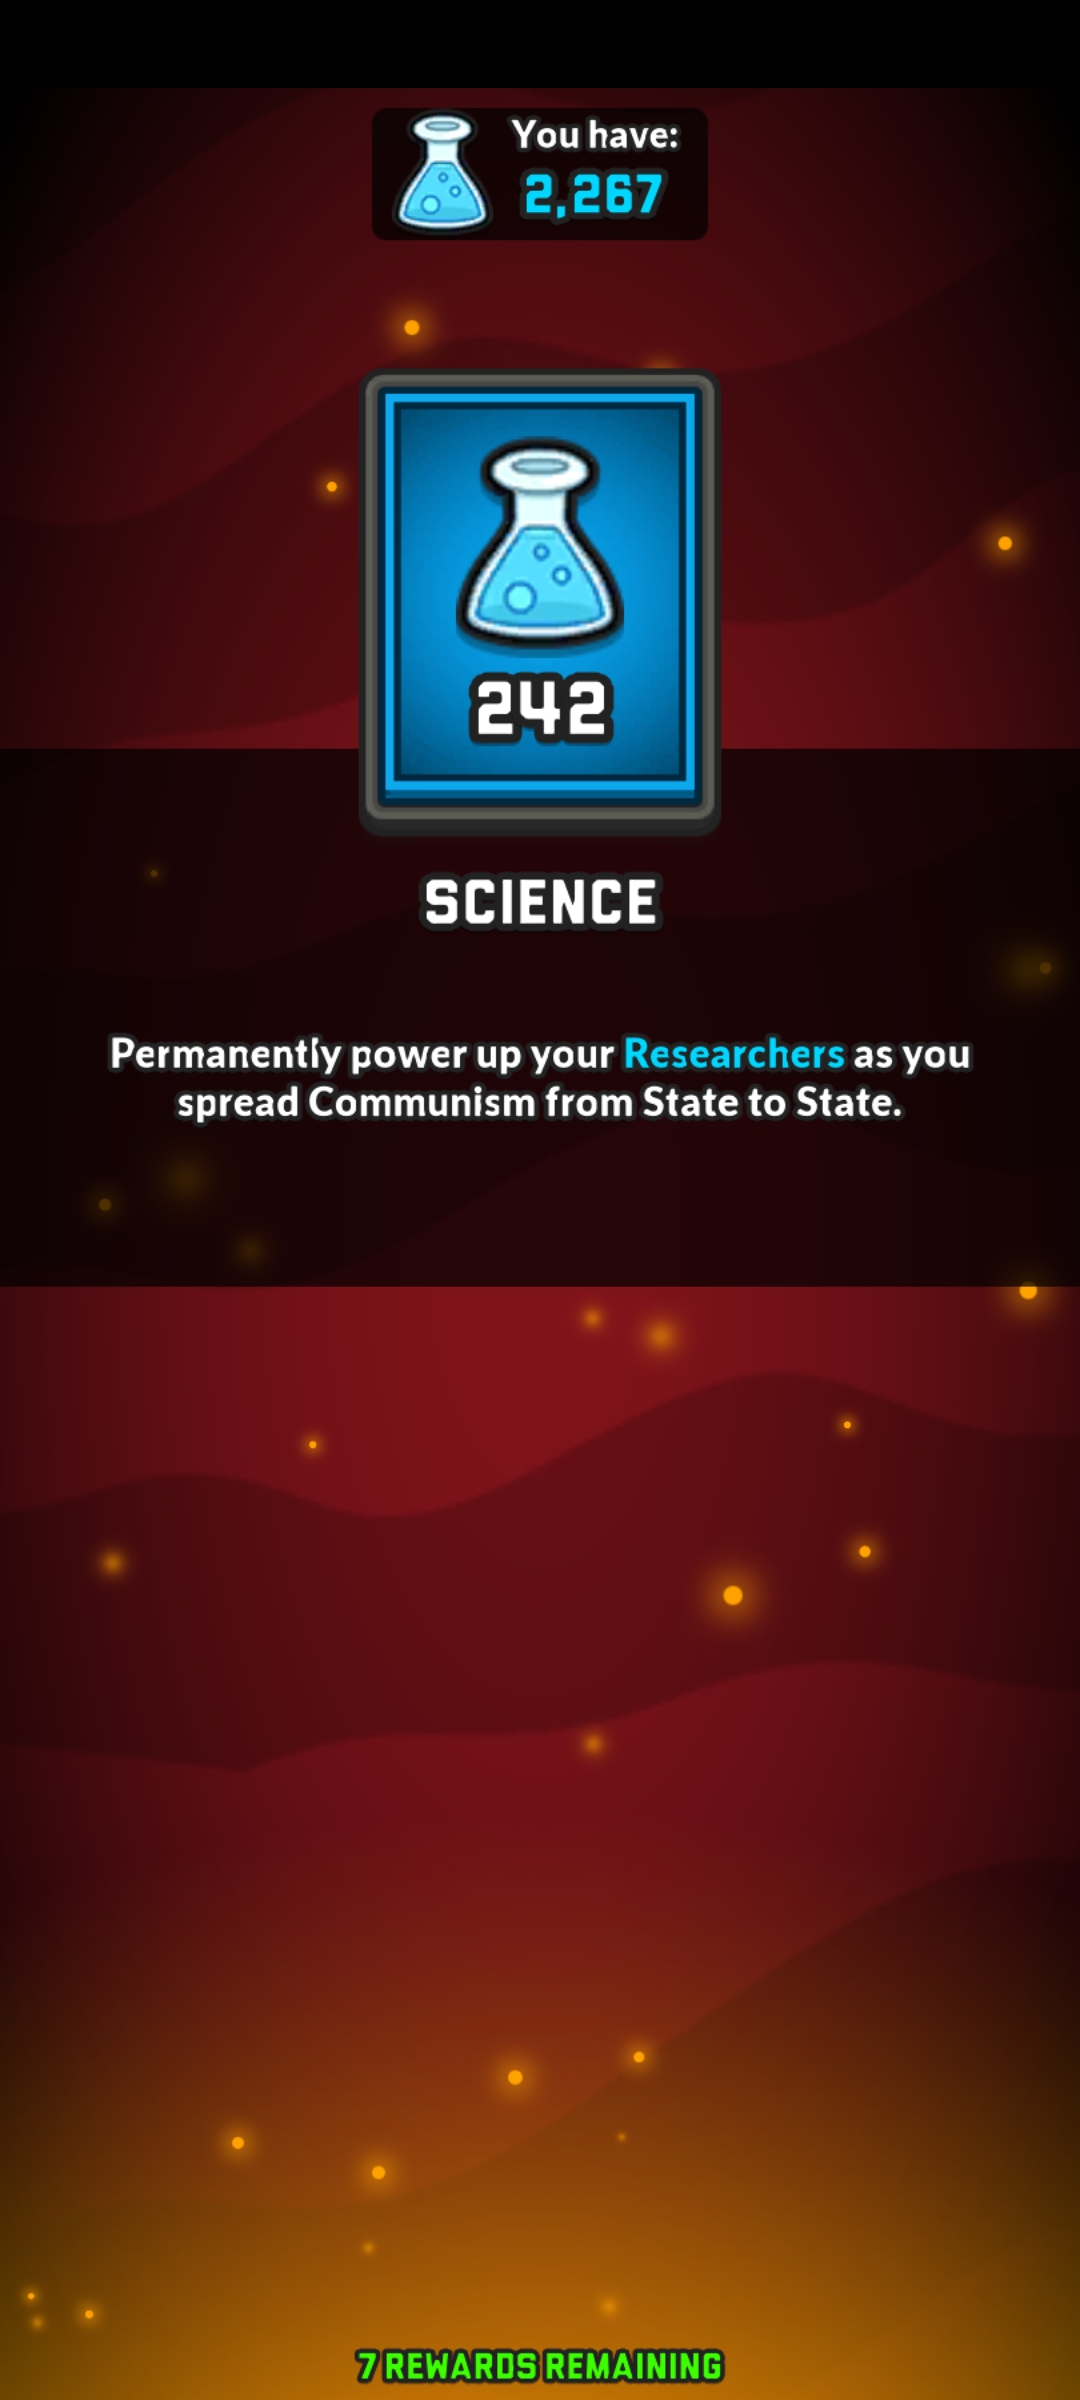 You have:
2,267
242
SCIENCE
Permanently power up your Researchers as you
spread Communism from State to State.
7 REWARDS REMAINING